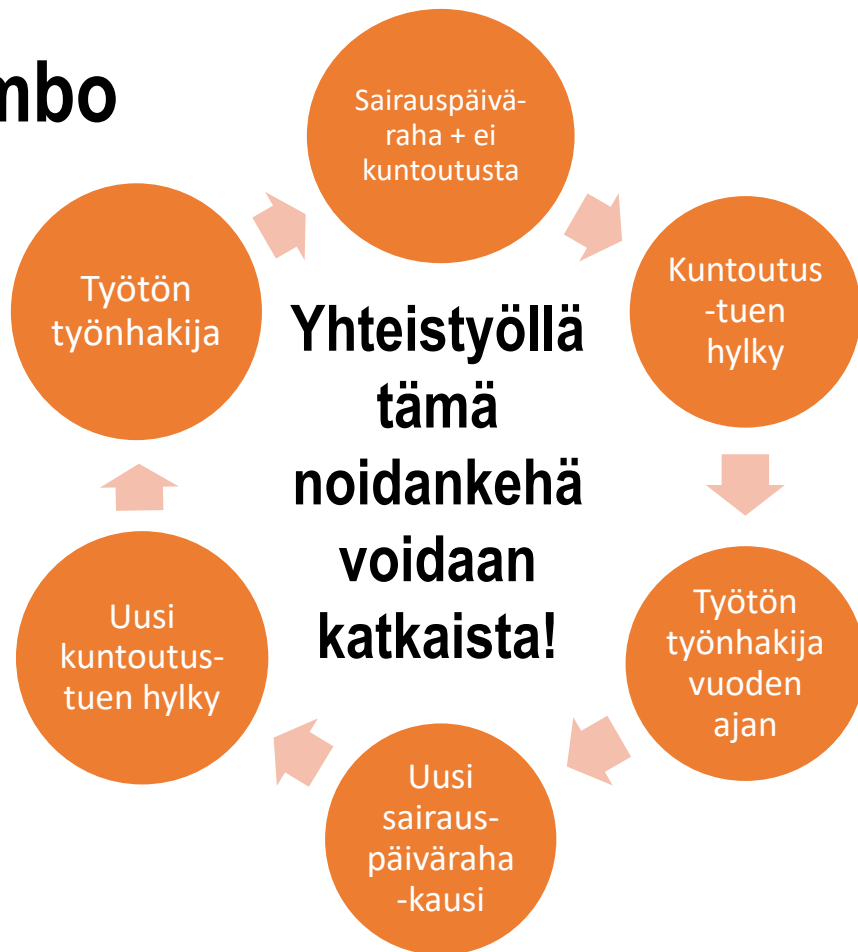 mbo
Sairauspäivä-
raha + ei
kuntoutusta
Kuntoutus
-tuen
hylky
Työtön
työnhakija
vuoden
ajan
Uusi
sairaus-
päiväraha
-kausi
Uusi
kuntoutus-
tuen hylky
Työtön
työnhakija
Yhteistyöllä
tämä
noidankehä
voidaan
katkaista!